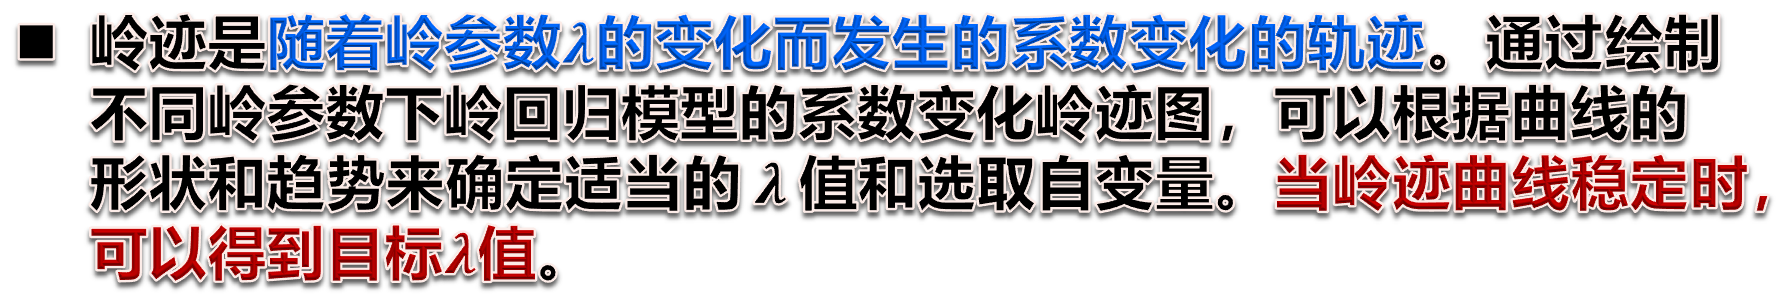 ■ 岭迹是随着岭参数λ的变化而发生的系数变化的轨迹。通过绘制
不同岭参数下岭回归模型的系数变化岭迹图，可以根据曲线的
形状和趋势来确定适当的 λ 值和选取自变量。当岭迹曲线稳定时，
可以得到目标λ值。